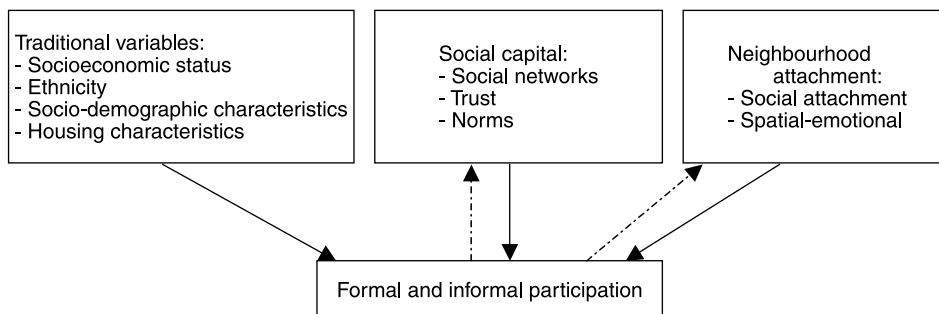 Traditional variables:
- Socioeconomic status
- Ethnicity
- Socio-demographic characteristics
- Housing characteristics
Social capital:
- Social networks
- Trust
- Norms
Neighbourhood
attachment:
- Social attachment
- Spatial-emotional
Formal and informal participation